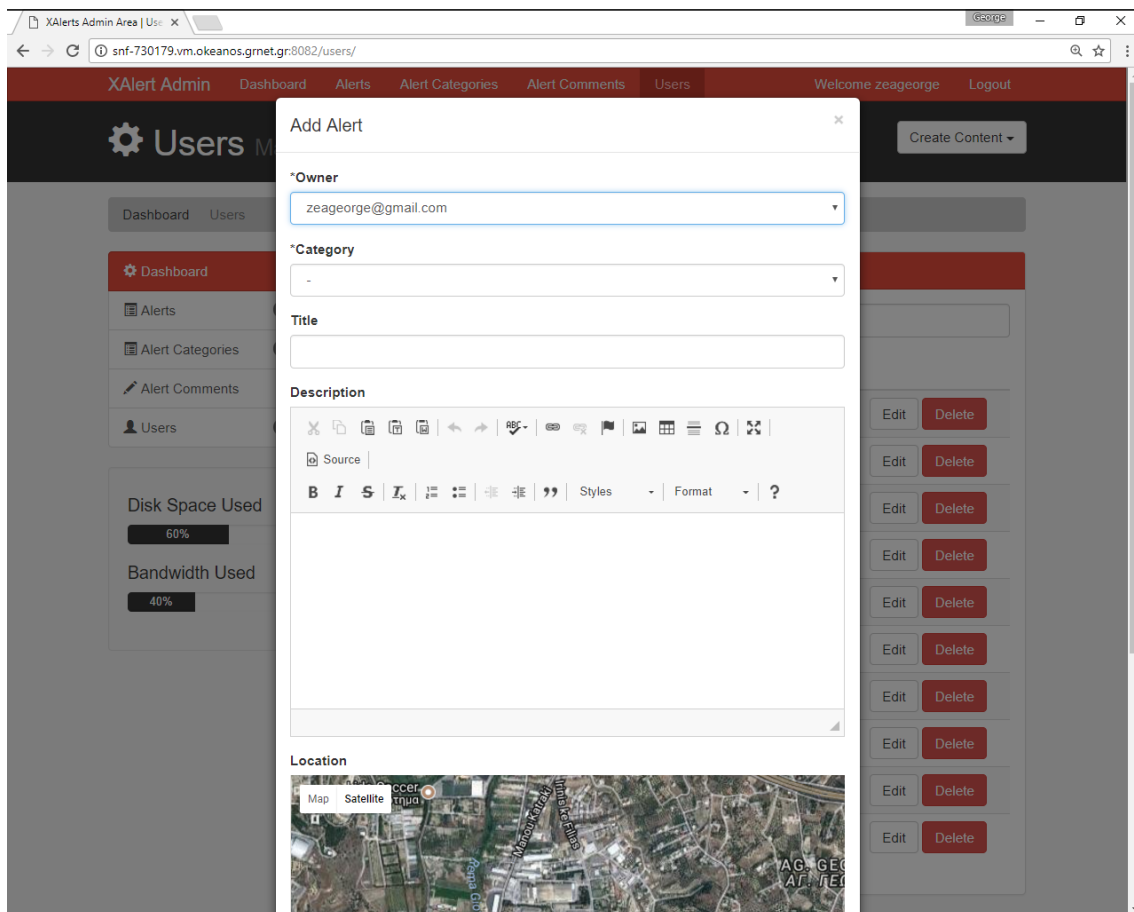 XAlerts Admin Area | Use
George
snf-730179.vm.okeanos.grnet.gr:8082/users/
XAlert Admin Dashboard Alerts Alert Categories Alert Comments Users Welcome zeageorge Logout
Users
Create Content
Add Alert
×
Dashboard Users
*Owner
zeageorge@gmail.com
*Category
-
Title
Description
Source
Styles Format ?
Dashboard
Alerts
Alert Categories
Alert Comments
Users
Disk Space Used
60%
Bandwidth Used
40%
Edit Delete
Edit Delete
Edit Delete
Edit Delete
Edit Delete
Edit Delete
Edit Delete
Edit Delete
Edit Delete
Edit Delete
Location
Map Satellite
Manou Katraki